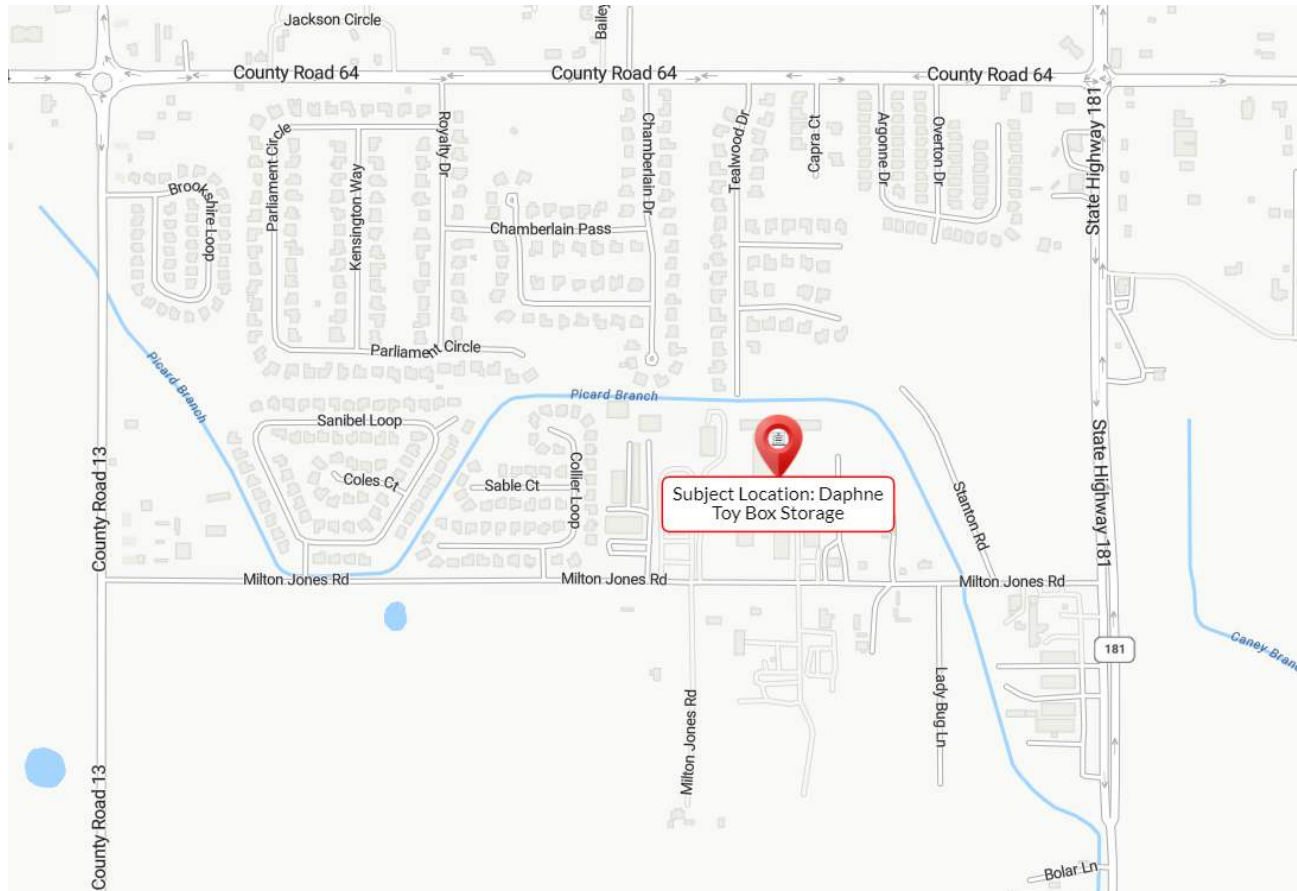 Jackson Circle
Bailey
County Road 64
County Road 64
County Road 64
State Highway 181
Royalty Dr
Chamberlain Dr
Tealwood Dr
Capra Ct
Argonne Dr
Overton Dr
Parliament Circle
Kensington Way
Brookshire Loop
Chamberlain Pass
Parliament Circle
Picard Branch
Picard Branch
Sanibel Loop
Coles Ct
Sable Ct
Collier Loop
Subject Location: Daphne
Toy Box Storage
Stanton Rd
State Highway 181
County Road 13
Milton Jones Rd
Milton Jones Rd
Milton Jones Rd
181
Caney Branch
Lady Bug Ln
Milton Jones Rd
County Road 13
Bolar Ln